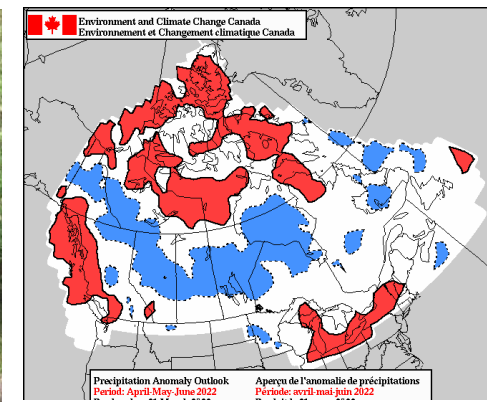 Environment and Climate Change Canada
Environnement et Changement climatique Canada
Precipitation Anomaly Outlook
Period: April-May-June 2022
Aperçu de l'anomalie de précipitations
Période: avril-mai-juin 2022